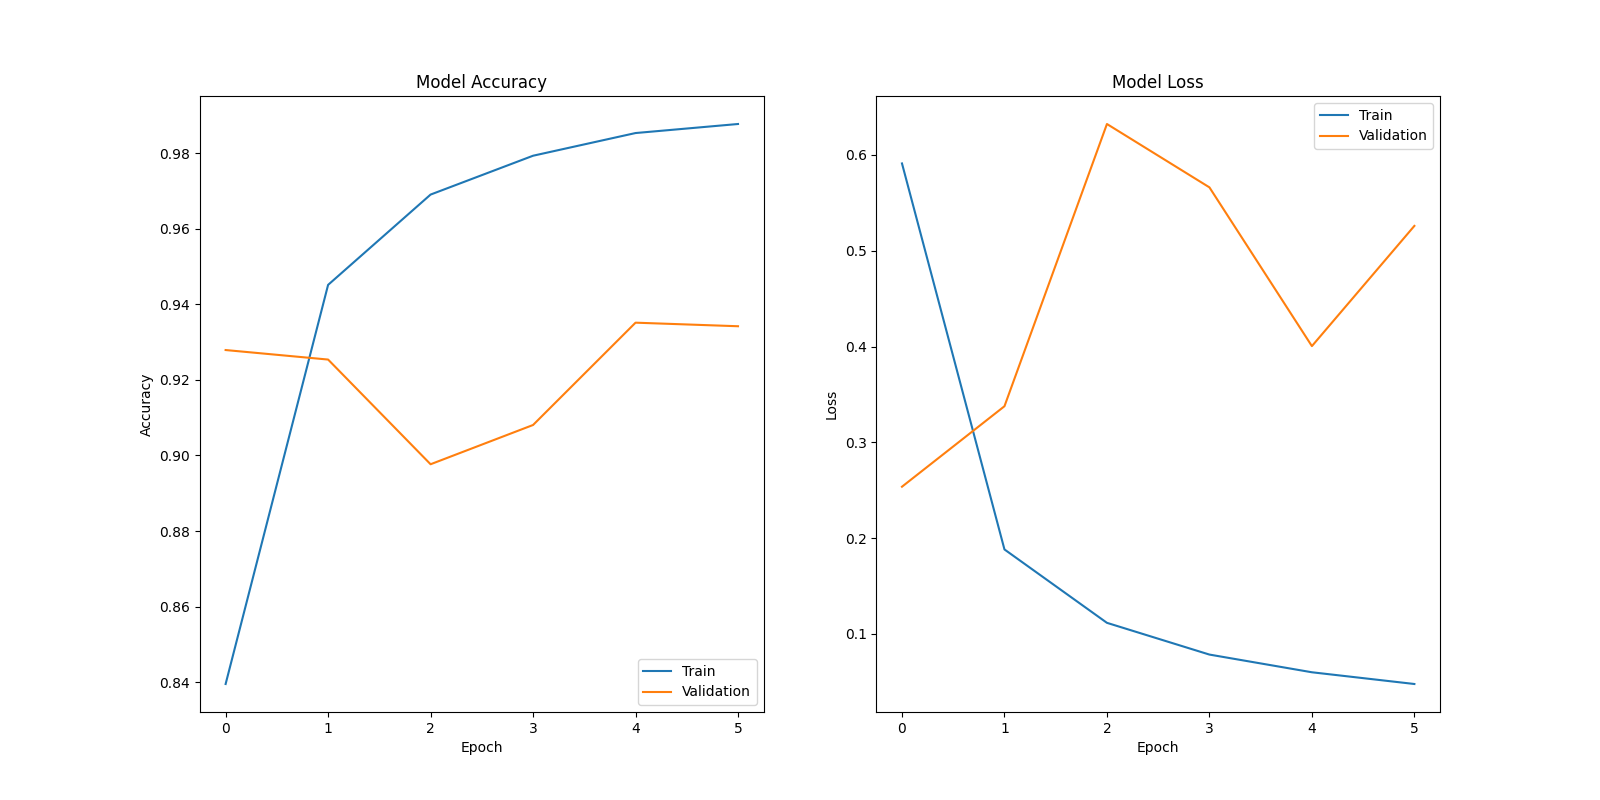 Model Accuracy
Accuracy
0.98
0.96
0.94
0.92
0.90
0.88
0.86
0.84
Train
Validation
0 1 2 3 4 5
Epoch
Model Loss
Loss
0.6
0.5
0.4
0.3
0.2
0.1
Train
Validation
0 1 2 3 4 5
Epoch